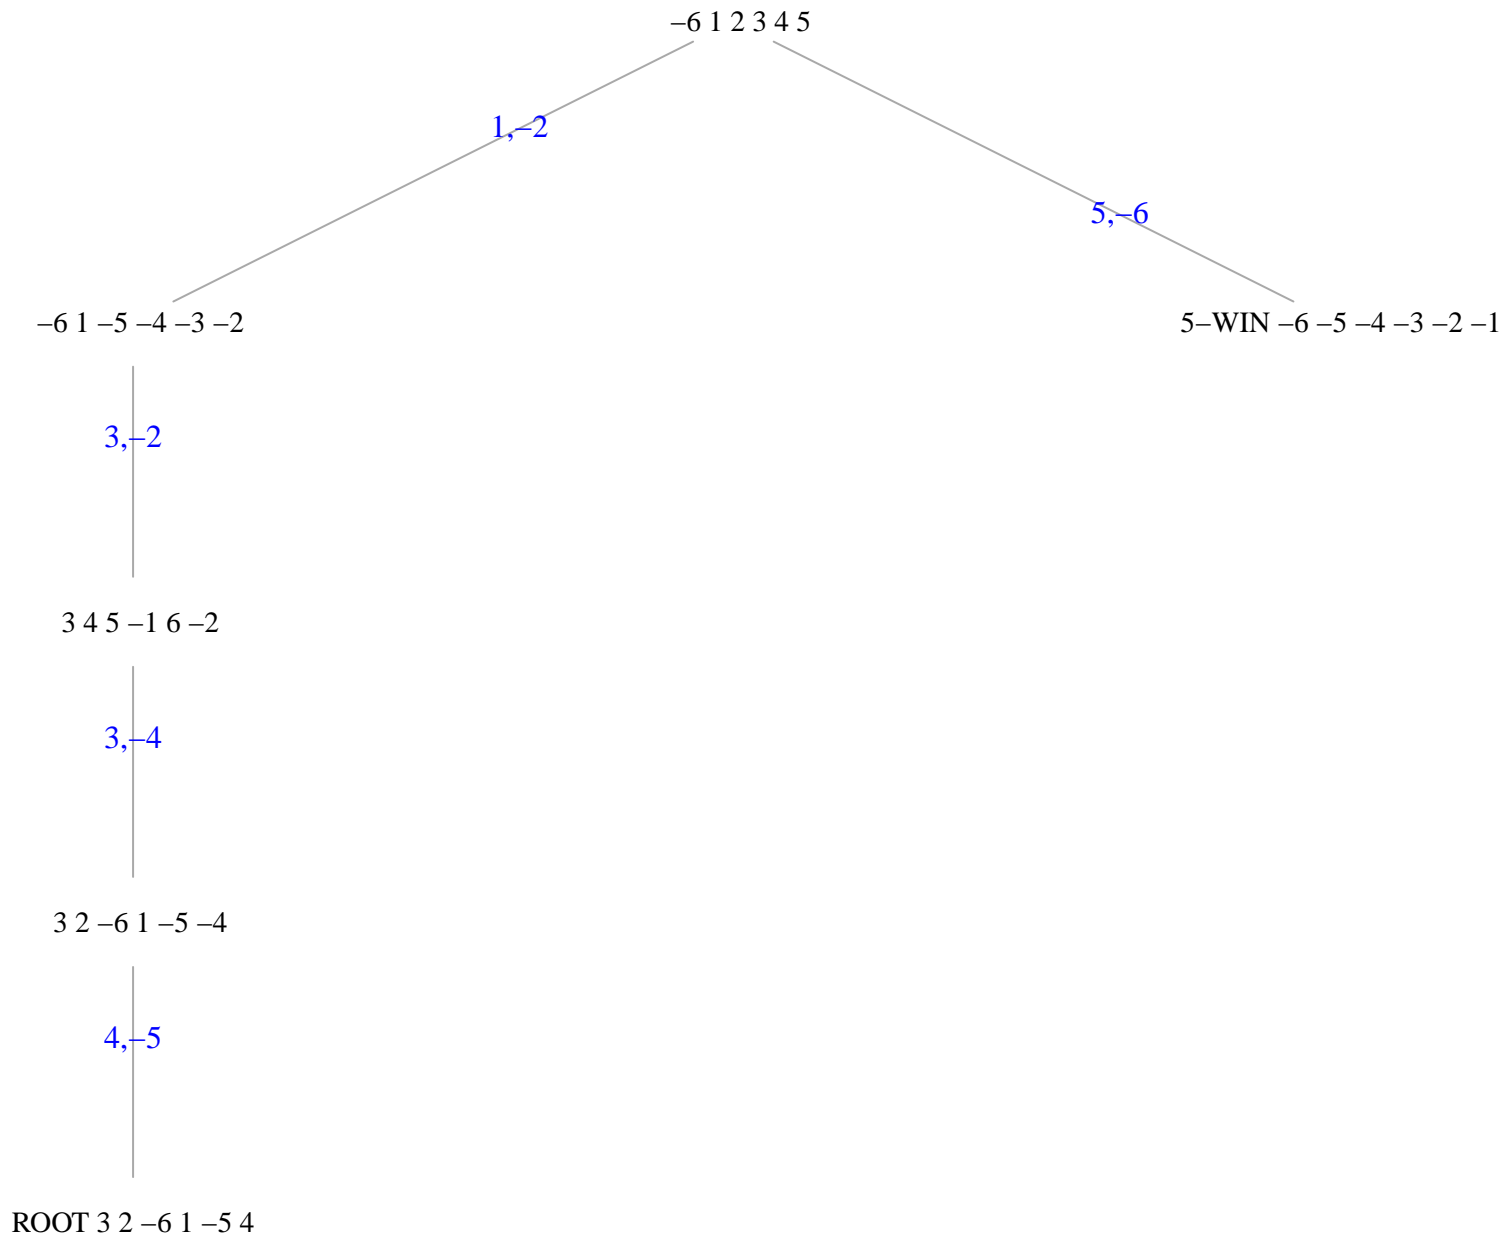 –6 1 2 3 4 5
1,–2
5,–6
–6 1 –5 –4 –3 –2
5–WIN –6 –5 –4 –3 –2 –1
3,–2
3 4 5 –1 6 –2
3,–4
3 2 –6 1 –5 –4
4,–5
ROOT 3 2 –6 1 –5 4